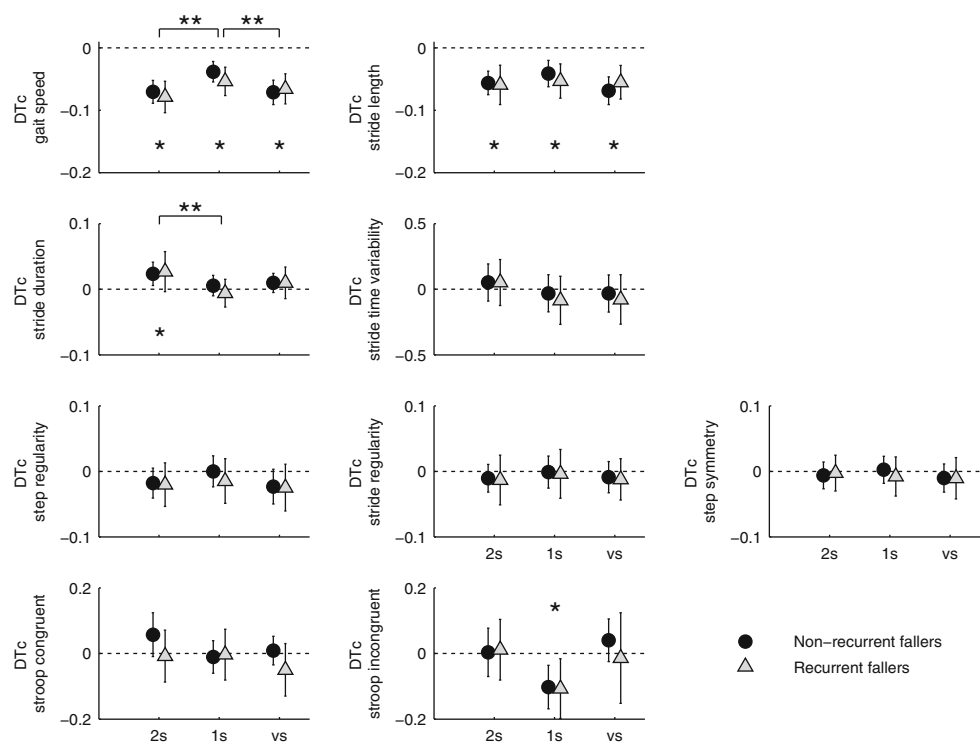 ** **
0
−0.1
−0.2
DTc
gait speed
* * *
0
−0.1
−0.2
DTc
stride length
* * *
**
0.1
0
−0.1
DTc
stride duration
*
0.5
0
−0.5
DTc
stride time variability
0.1
0
−0.1
DTc
step regularity
0.1
0
−0.1
DTc
stride regularity
2s 1s vs
0.1
0
−0.1
DTc
step symmetry
2s 1s vs
0.2
0
−0.2
DTc
stroop congruent
2s 1s vs
0.2
0
−0.2
DTc
stroop incongruent
*
2s 1s vs
Non−recurrent fallers
Recurrent fallers